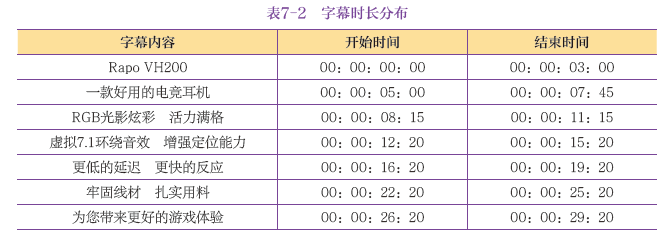 表7-2 字幕时长分布
字幕内容 开始时间 结束时间
Rapo VH200 00：00：00：00 00：00：03：00
一款好用的电竞耳机 00：00：05：00 00：00：07：45
RGB光影炫彩 活力满格 00：00：08：15 00：00：11：15
虚拟7.1环绕音效 增强定位能力 00：00：12：20 00：00：15：20
更低的延迟 更快的反应 00：00：16：20 00：00：19：20
牢固线材 扎实用料 00：00：22：20 00：00：25：20
为您带来更好的游戏体验 00：00：26：20 00：00：29：20